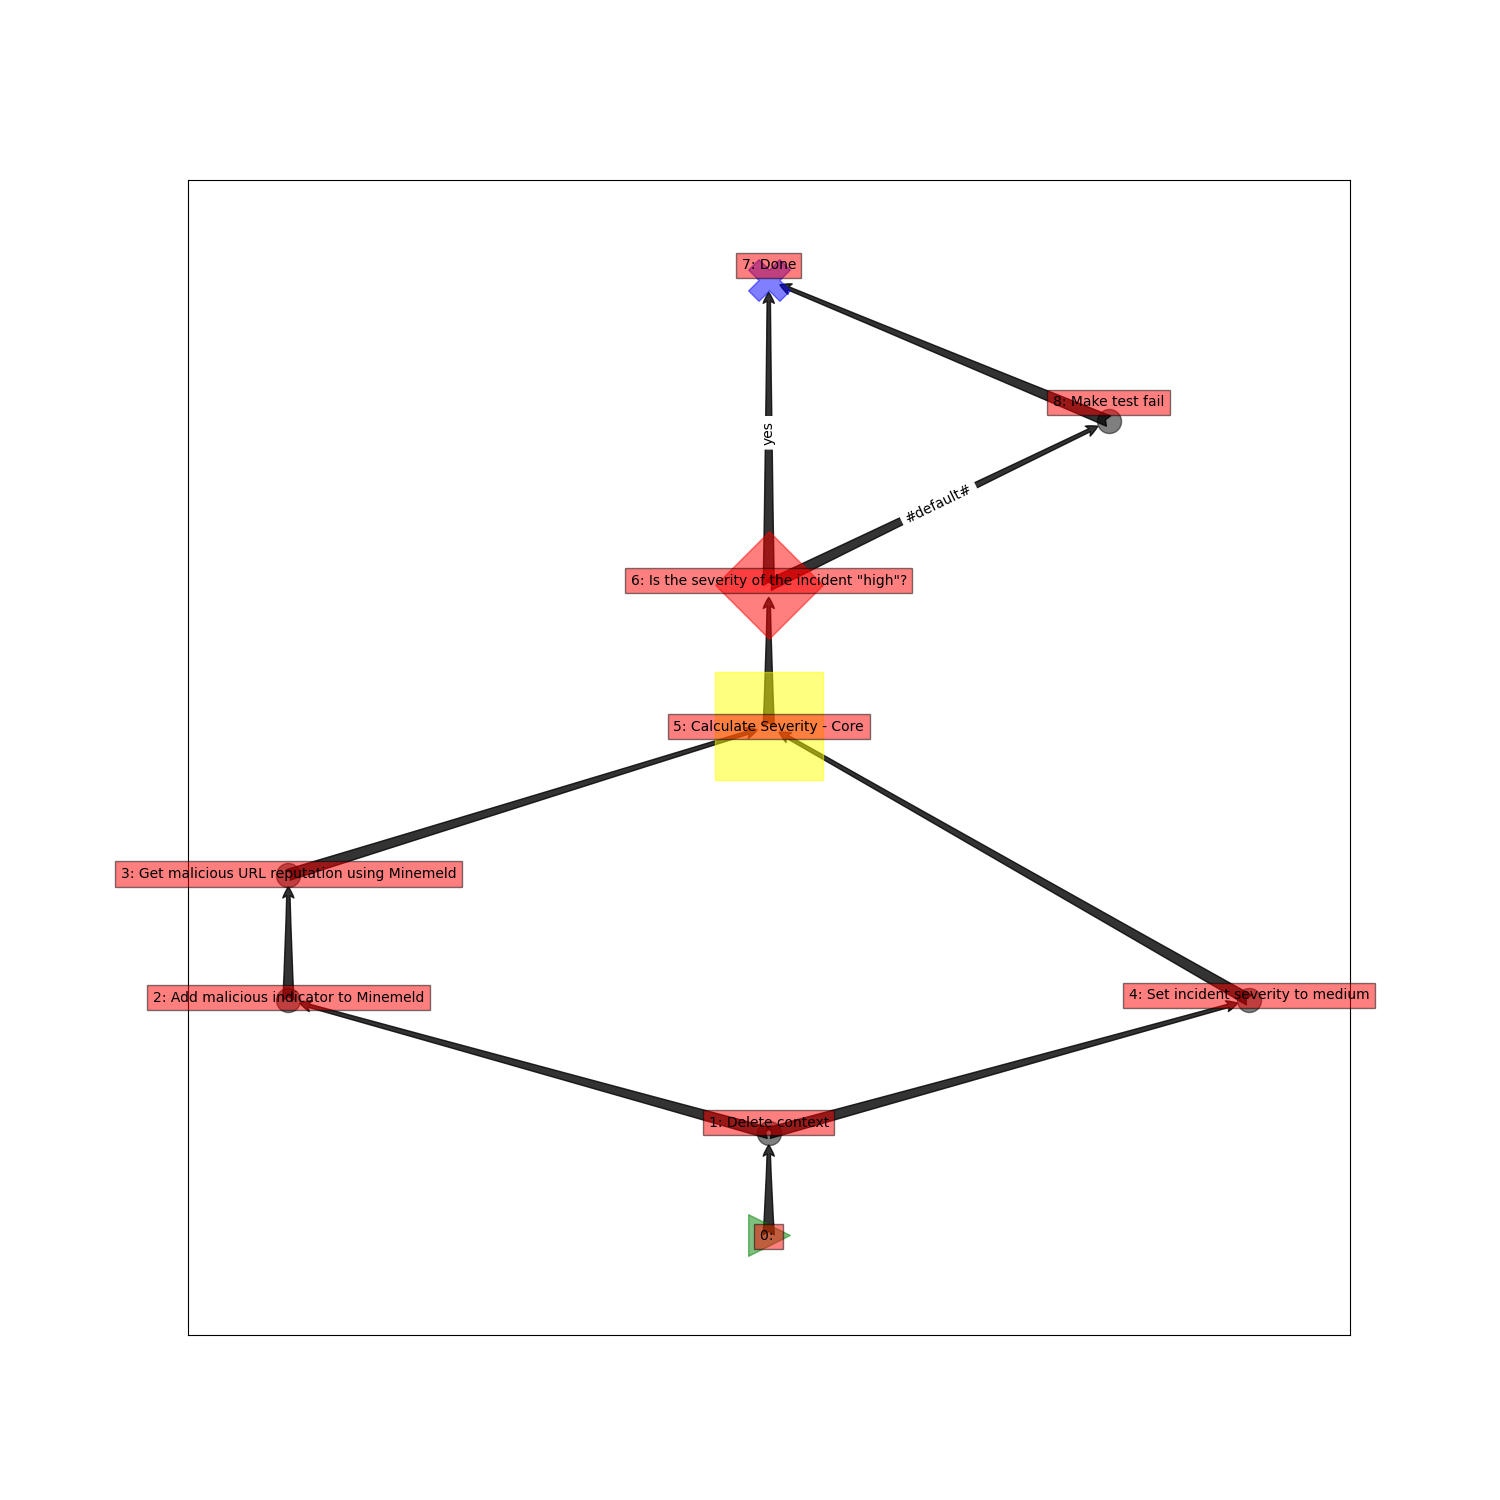 7: Done
8: Make test fail
yes
#default#
6: Is the severity of the incident "high"?
5: Calculate Severity - Core
3: Get malicious URL reputation using Minemeld
2: Add malicious indicator to Minemeld
4: Set incident severity to medium
1: Delete context
0: